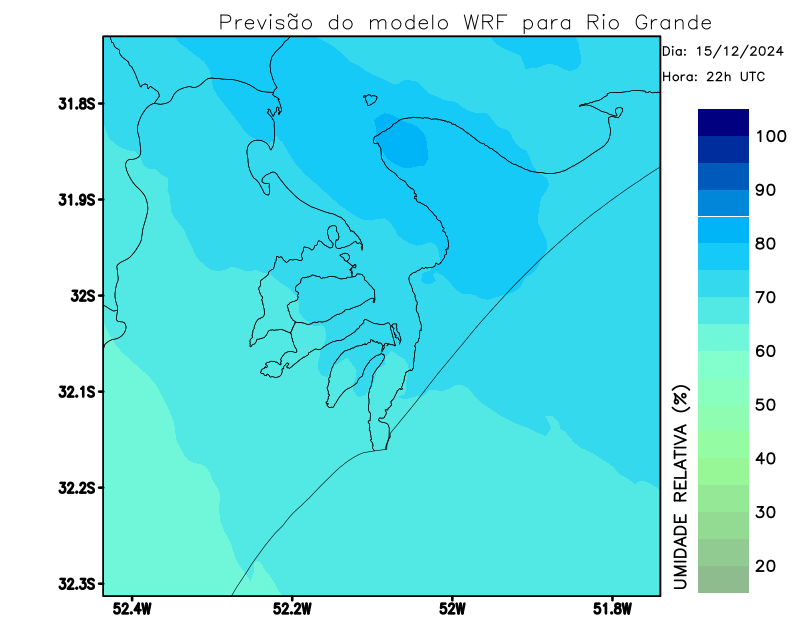 Previsão do modelo WRF para Rio Grande
Dia: 15/12/2024
Hora: 22h UTC
31.8S
31.9S
32S
32.1S
32.2S
32.3S
52.4W
52.2W
52W
51.8W
100
90
80
70
60
50
40
30
20
UMIDADE RELATIVA (%)